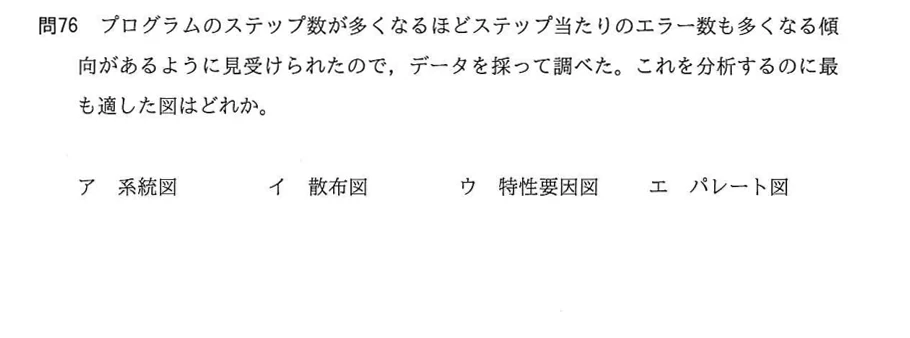 問76 プログラムのステップ数が多くなるほどステップ当たりのエラー数も多くなる傾
向があるように見受けられたので，データを採って調べた。これを分析するのに最
も適した図はどれか。
ア 系統図 イ 散布図 ウ 特性要因図 エ パレート図